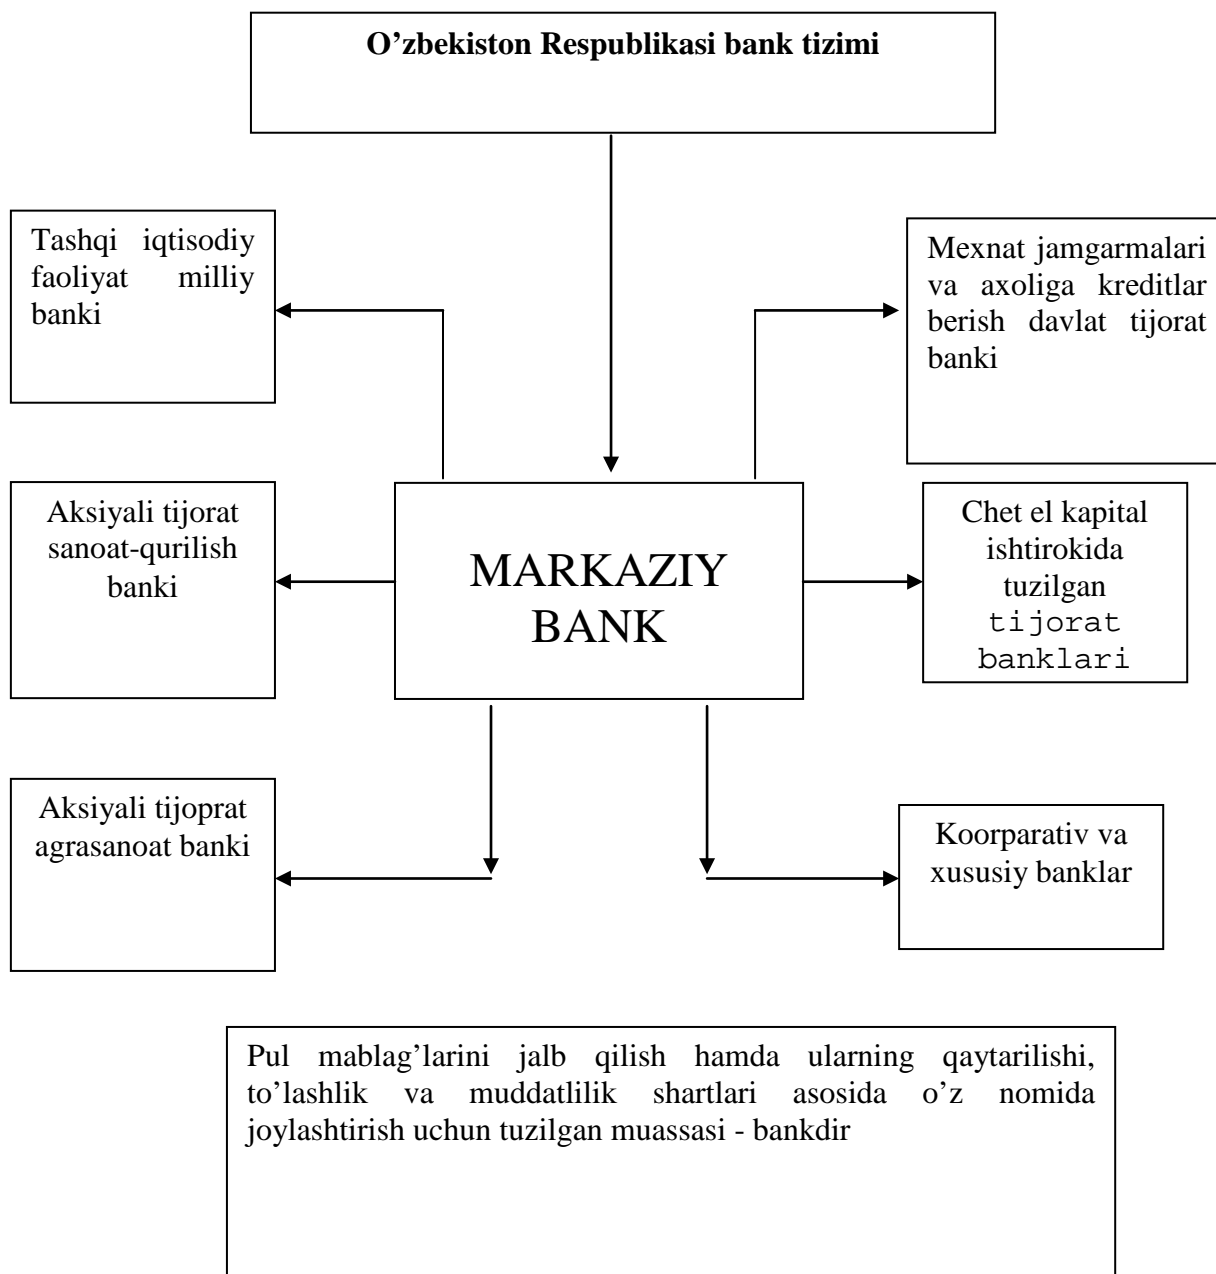 O’zbekiston Respublikasi bank tizimi
Tashqi iqtisodiy
faoliyat milliy
banki
Mexnat jamgarmalari
va axoliga kreditlar
berish davlat tijorat
banki
Aksiyali tijorat
sanoat-qurilish
banki
MARKAZIY
BANK
Chet el kapital
ishtirokida
tuzilgan
tijorat
banklari
Aksiyali tijoprat
agrasanoat banki
Koorparativ va
xususiy banklar
Pul mablag’larini jalb qilish hamda ularning qaytarilishi,
to’lashlik va muddatlilik shartlari asosida o’z nomida
joylashtirish uchun tuzilgan muassasi - bankdir